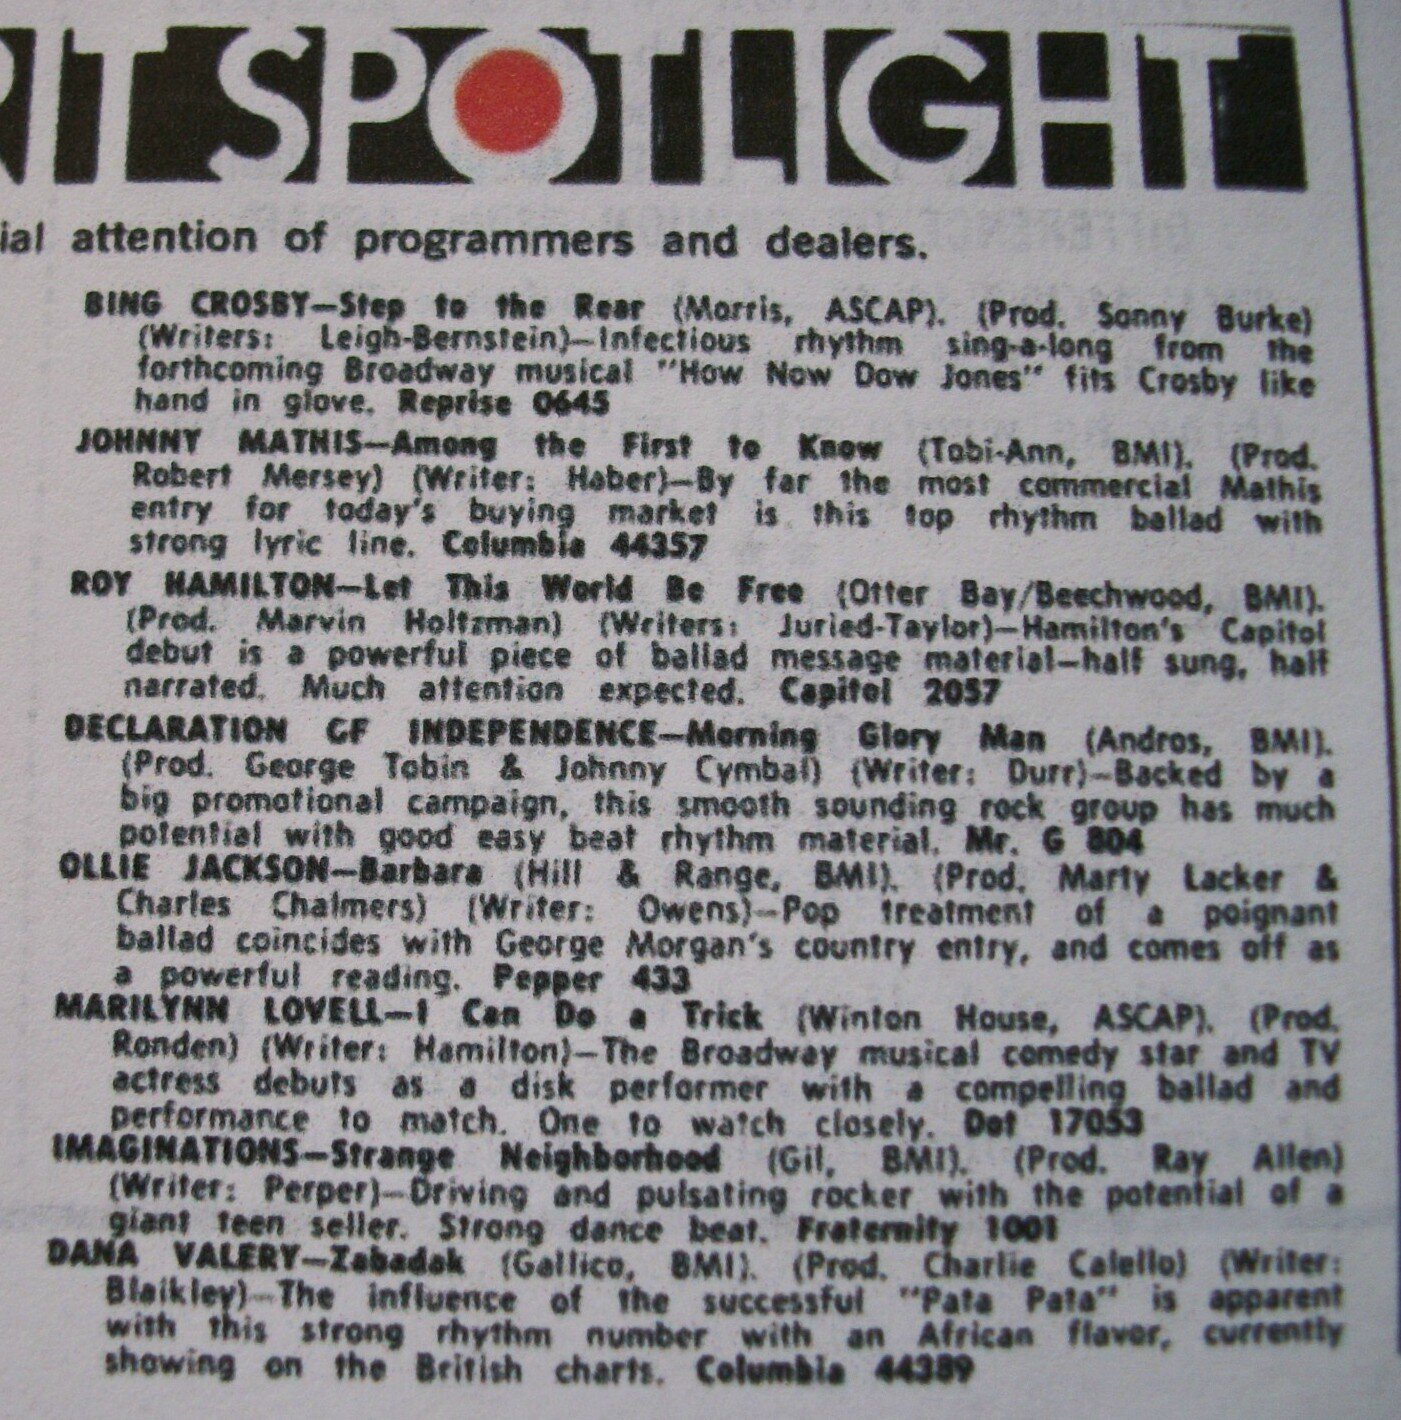 RT SPOTLIGHT
ial attention of programmers and dealers.
BING CROSBY—Step to the Rear (Morris, ASCAP). (Prod. Sonny Burke)
(Writers: Leigh-Bernstein)—Infectious rhythm sing-a-long from the
forthcoming Broadway musical "How Now Dow Jones" fits Crosby like
hand in glove. Reprise 0645
JOHNNY MATHIS—Among the First to Know (Tobi-Ann, BMI). (Prod.
Robert Mersey) (Writer: Haber)—By far the most commercial Mathis
entry for today's buying market is this top rhythm ballad with
strong lyric line. Columbia 44357
ROY HAMILTON—Let This World Be Free (Otter Bay/Beechwood, BMI).
(Prod. Marvin Holtzman) (Writers: Juried-Taylor)—Hamilton's Capitol
debut is a powerful piece of ballad message material—half sung, half
narrated. Much attention expected. Capitol 2057
DECLARATION OF INDEPENDENCE—Morning Glory Man (Andros, BMI).
(Prod. George Tobin & Johnny Cymbal) (Writer: Durr)—Backed by a
big promotional campaign, this smooth sounding rock group has much
potential with good easy beat rhythm material. Mr. G 804
OLLIE JACKSON—Barbara (Hill & Range, BMI). (Prod. Marty Lacker &
Charles Chalmers) (Writer: Owens)—Pop treatment of a poignant
ballad coincides with George Morgan's country entry, and comes off as
a powerful reading. Pepper 433
MARILYNN LOVELL—I Can Do a Trick (Winton House, ASCAP). (Prod.
Ronden) (Writer: Hamilton)—The Broadway musical comedy star and TV
actress debuts as a disk performer with a compelling ballad and
performance to match. One to watch closely. Dot 17053
IMAGINATIONS—Strange Neighborhood (Gil, BMI). (Prod. Ray Allen)
(Writer: Perper)—Driving and pulsating rocker with the potential of a
giant teen seller. Strong dance beat. Fraternity 1001
DANA VALERY—Zabadak (Gallico, BMI). (Prod. Charlie Calello) (Writer:
Blaikley)—The influence of the successful "Pata Pata" is apparent
with this strong rhythm number with an African flavor, currently
showing on the British charts. Columbia 44389